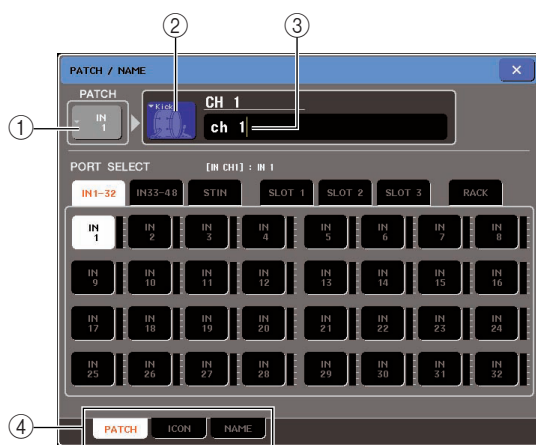 ② ③
PATCH / NAME ×
PATCH
① IN 1 Kick CH 1
ch 1
PORT SELECT [IN CH1] : IN 1
IN1-32 IN33-48 STIN SLOT 1 SLOT 2 SLOT 3 RACK
IN 1 IN 2 IN 3 IN 4 IN 5 IN 6 IN 7 IN 8
IN 9 IN 10 IN 11 IN 12 IN 13 IN 14 IN 15 IN 16
IN 17 IN 18 IN 19 IN 20 IN 21 IN 22 IN 23 IN 24
IN 25 IN 26 IN 27 IN 28 IN 29 IN 30 IN 31 IN 32
④ PATCH ICON NAME